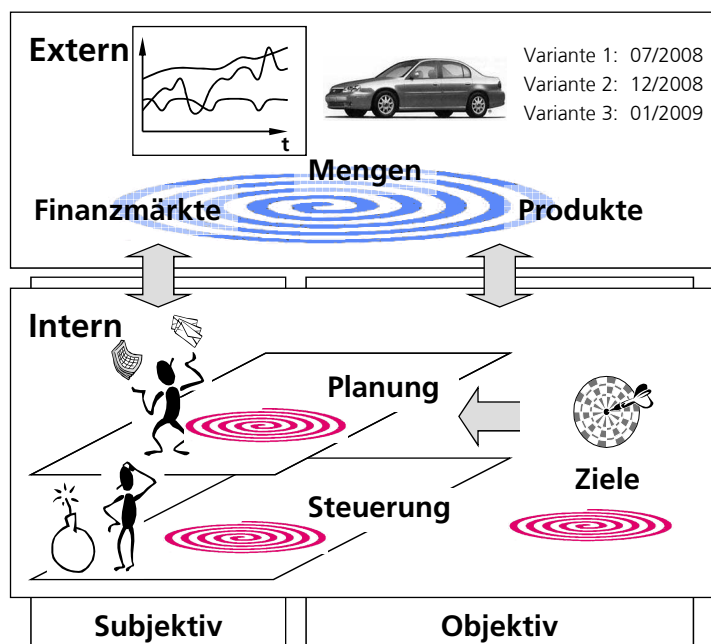 Extern
t
Variante 1: 07/2008
Variante 2: 12/2008
Variante 3: 01/2009
Mengen
Finanzmärkte
Produkte
Intern
Planung
Ziele
Steuerung
Subjektiv
Objektiv